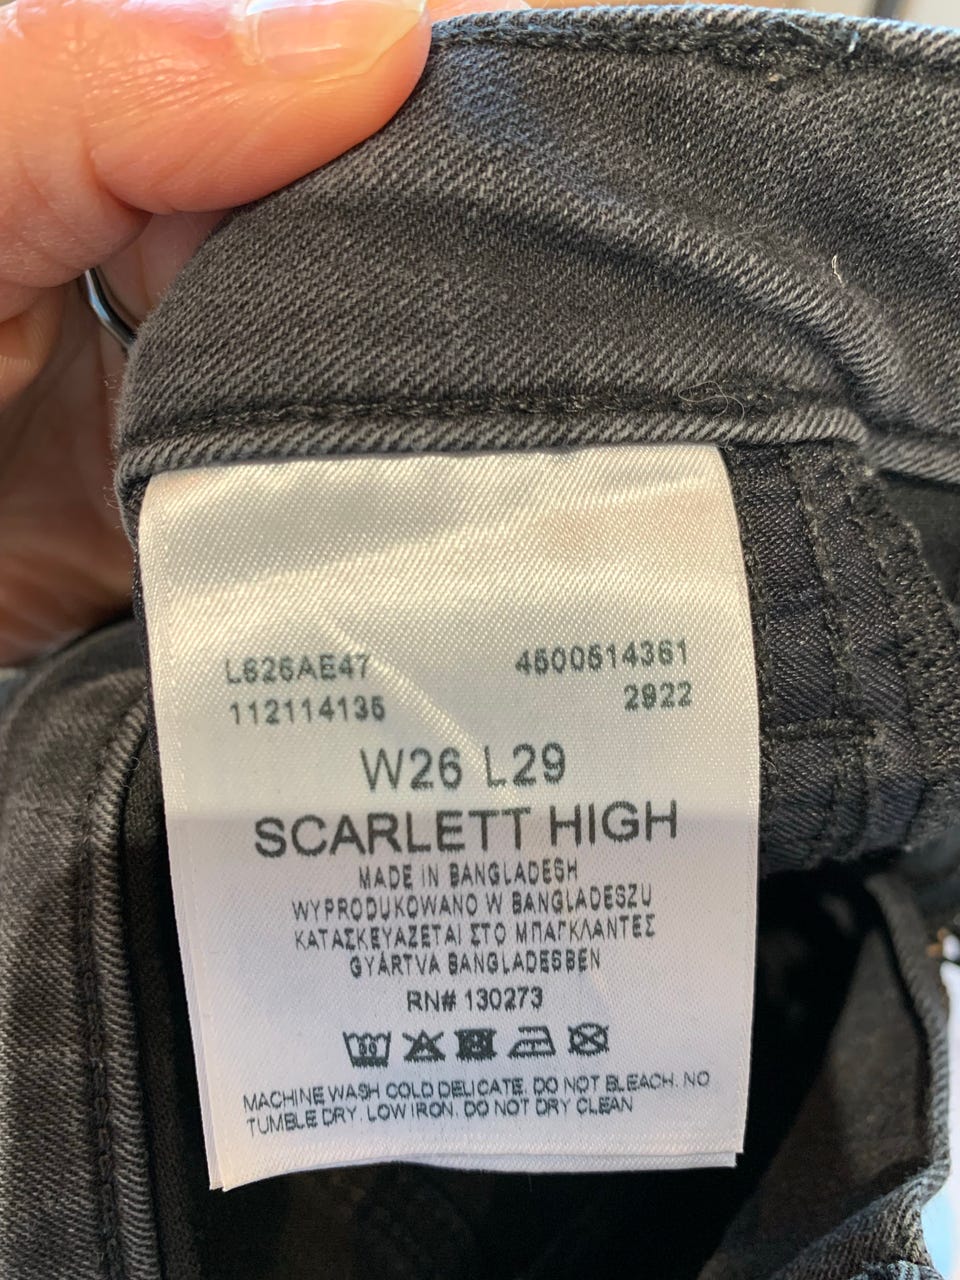 L626AE47 4500514361
112114135 2922
W26 L29
SCARLETT HIGH
MADE IN BANGLADESH
WYPRODUKOWANO W BANGLADESZU
ΚΑΤΑΣΚΕΥΑΖΕΤΑΙ ΣΤΟ ΜΠΑΓΚΛΑΝΤΕΣ
GYÁRTVA BANGLADESBEN
RN# 130273
MACHINE WASH COLD DELICATE. DO NOT BLEACH. NO
TUMBLE DRY. LOW IRON. DO NOT DRY CLEAN